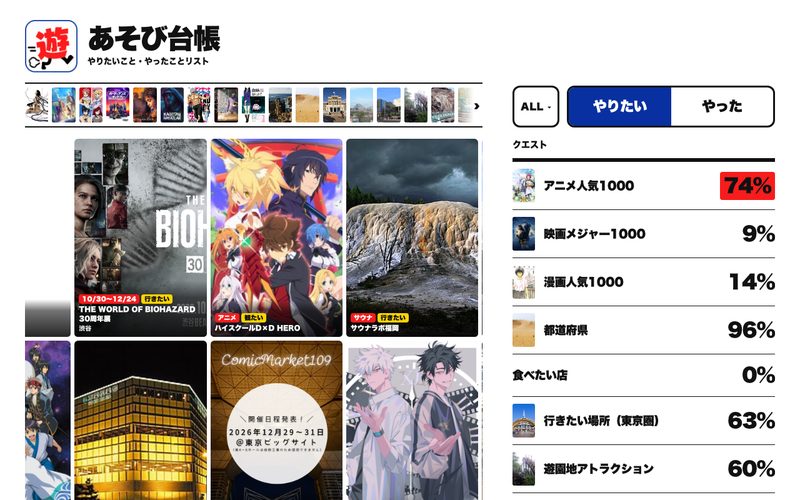 遊
あそび台帳
やりたいこと・やったことリスト
ALL
やりたい
やった
クエスト
アニメ人気1000
74%
映画メジャー1000
9%
漫画人気1000
14%
都道府県
96%
食べたい店
0%
行きたい場所（東京圏）
63%
遊園地アトラクション
60%
THE
BIOH
30
10/30〜12/24
行きたい
THE WORLD OF BIOHAZARD
30周年展
渋谷
アニメ
観たい
ハイスクールD×D HERO
サウナ
行きたい
サウナラボ福岡
ComicMarket109
＼開催日程発表！／
2026年12月29〜31日
@東京ビッグサイト